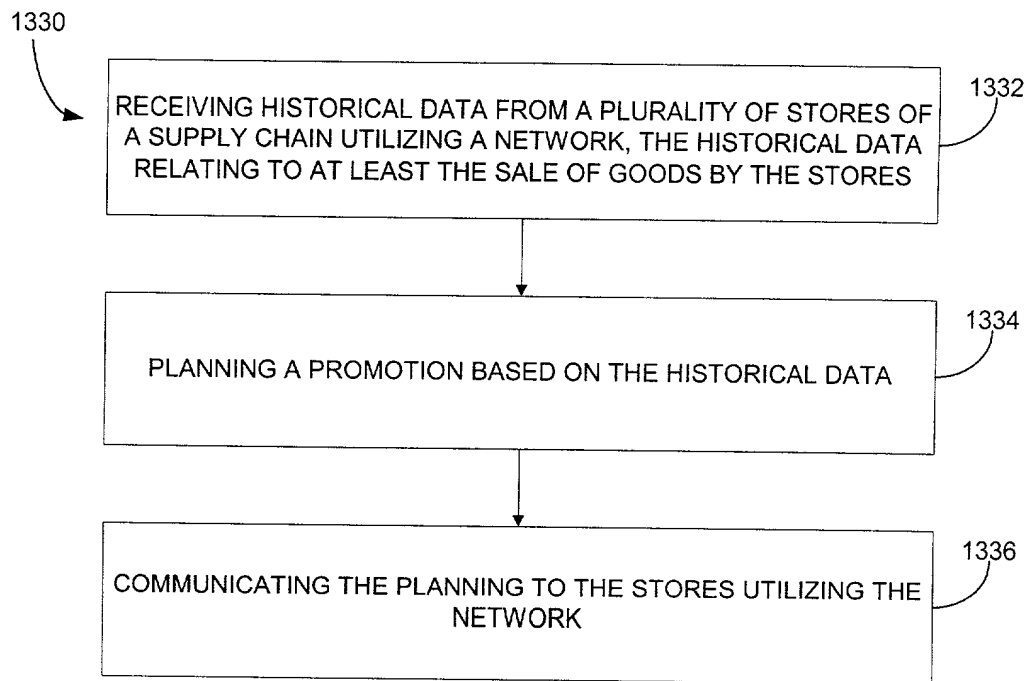 1330
1332
RECEIVING HISTORICAL DATA FROM A PLURALITY OF STORES OF
A SUPPLY CHAIN UTILIZING A NETWORK, THE HISTORICAL DATA
RELATING TO AT LEAST THE SALE OF GOODS BY THE STORES
1334
PLANNING A PROMOTION BASED ON THE HISTORICAL DATA
1336
COMMUNICATING THE PLANNING TO THE STORES UTILIZING THE
NETWORK